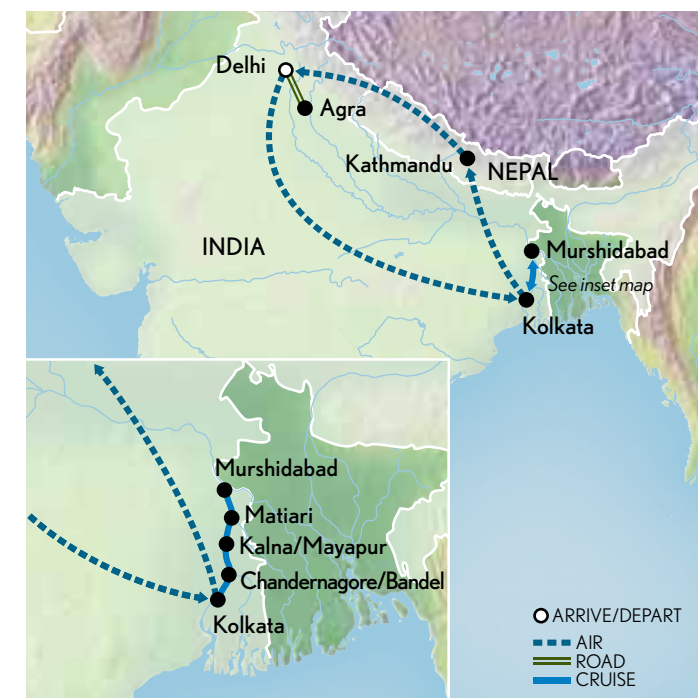 Delhi
Agra
Kathmandu
NEPAL
INDIA
Murshidabad
See inset map
Kolkata
Murshidabad
Matiari
Kalna/Mayapur
Chandernagore/Bandel
Kolkata
ARRIVE/DEPART
AIR
ROAD
CRUISE